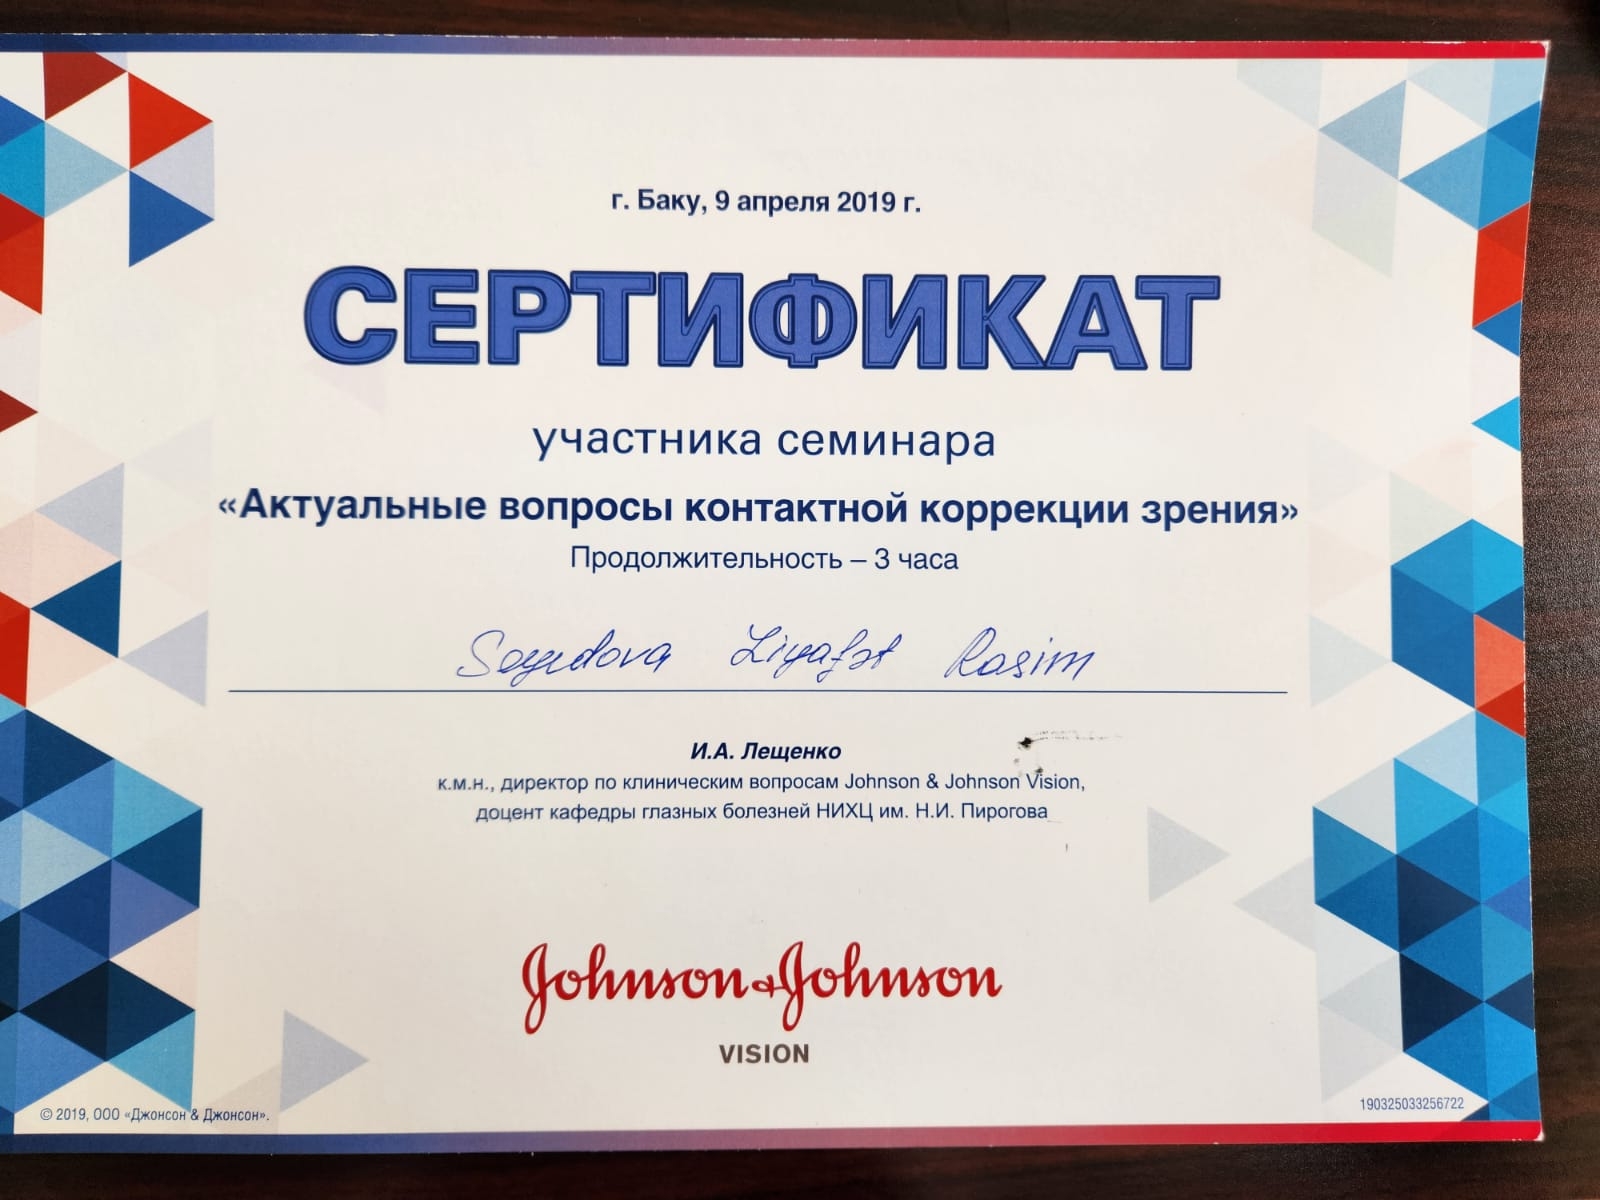 г. Баку, 9 апреля 2019 г.
СЕРТИФИКАТ
участника семинара
«Актуальные вопросы контактной коррекции зрения»
Продолжительность – 3 часа
Seyidova Liyafət Rasim
И.А. Лещенко
к.м.н., директор по клиническим вопросам Johnson & Johnson Vision,
доцент кафедры глазных болезней НИХЦ им. Н.И. Пирогова
Johnson & Johnson
VISION
© 2019, ООО «Джонсон & Джонсон».
190325033256722